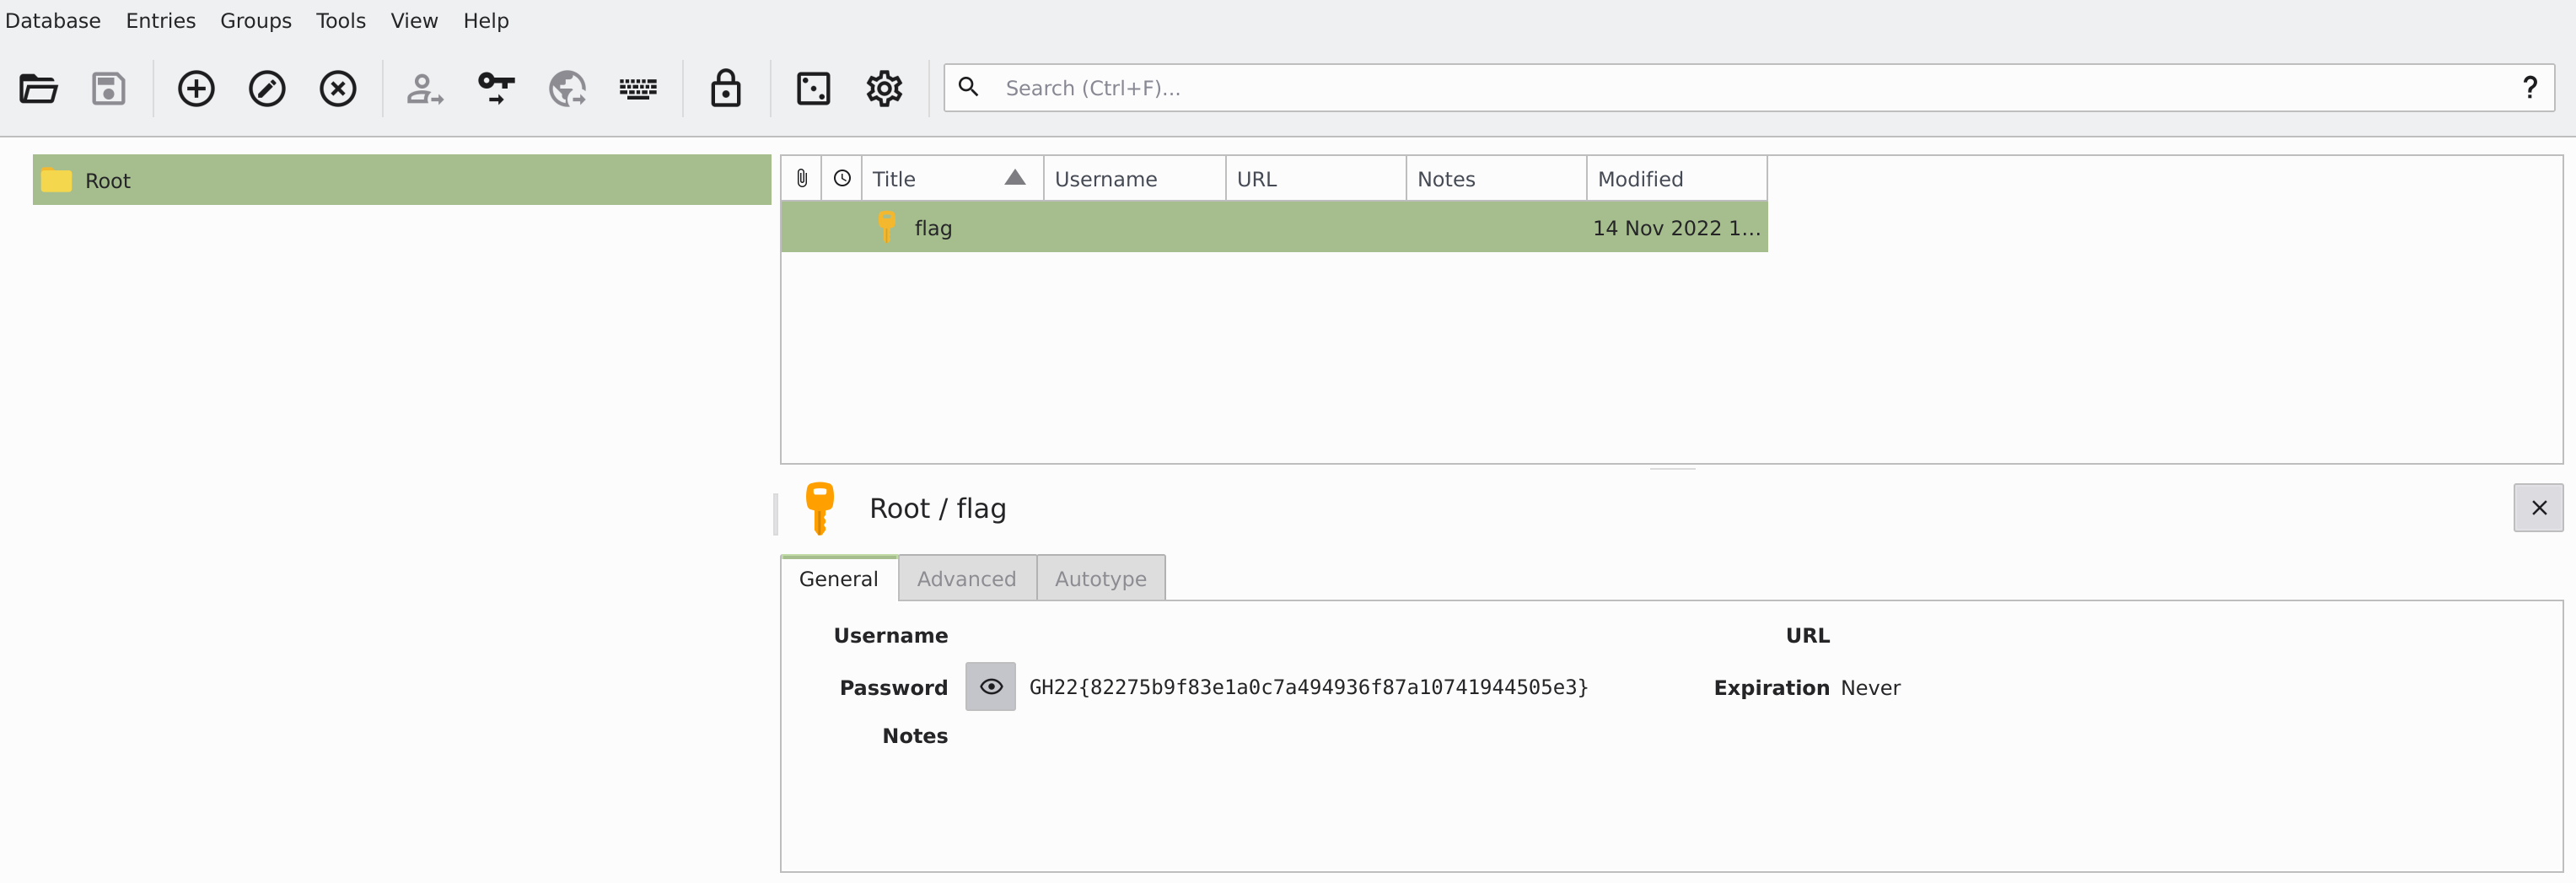 Database Entries Groups Tools View Help
Search (Ctrl+F)... ?
Root
Title Username URL Notes Modified
flag 14 Nov 2022 1...
Root / flag
General Advanced Autotype
Username URL
Password GH22{82275b9f83e1a0c7a494936f87a10741944505e3} Expiration Never
Notes